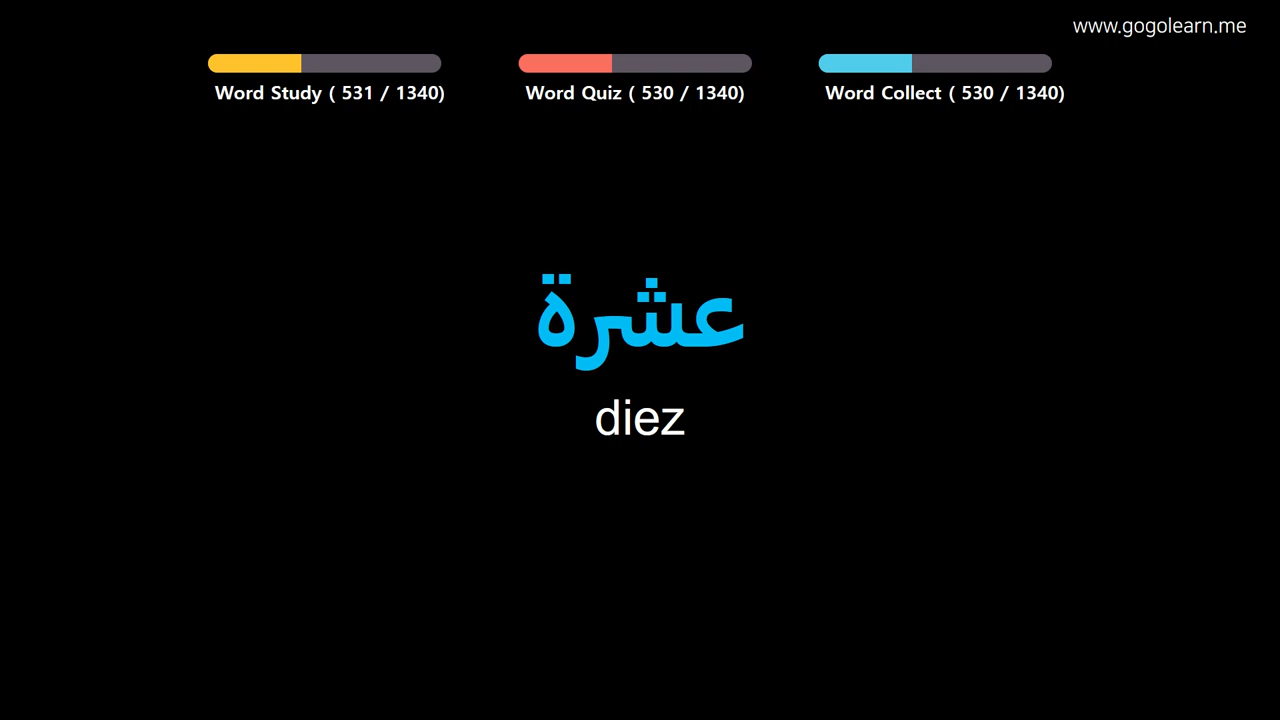 www.gogolearn.me
Word Study ( 531 / 1340)
Word Quiz ( 530 / 1340)
Word Collect ( 530 / 1340)
عشرة
diez